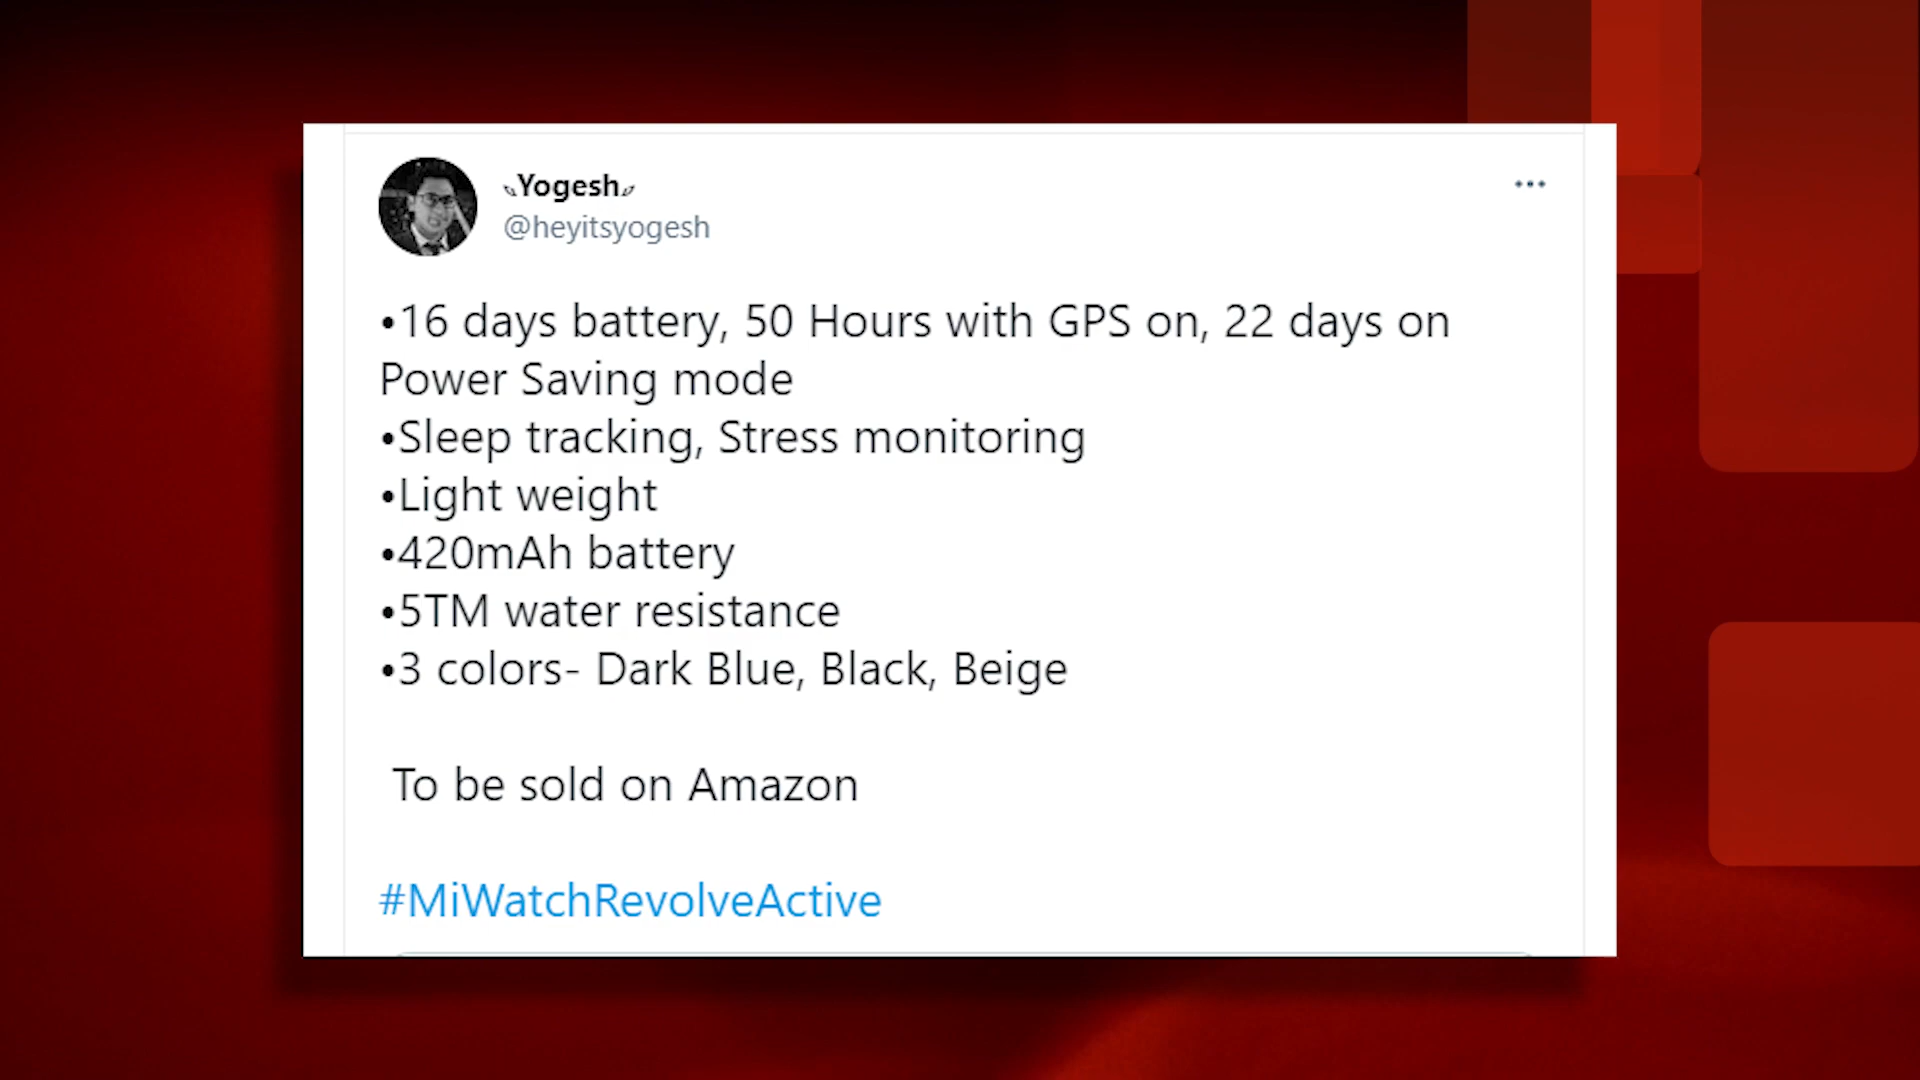 Yogesh
@heyitsyogesh
•16 days battery, 50 Hours with GPS on, 22 days on
Power Saving mode
•Sleep tracking, Stress monitoring
•Light weight
•420mAh battery
•5TM water resistance
•3 colors- Dark Blue, Black, Beige
To be sold on Amazon
#MiWatchRevolveActive